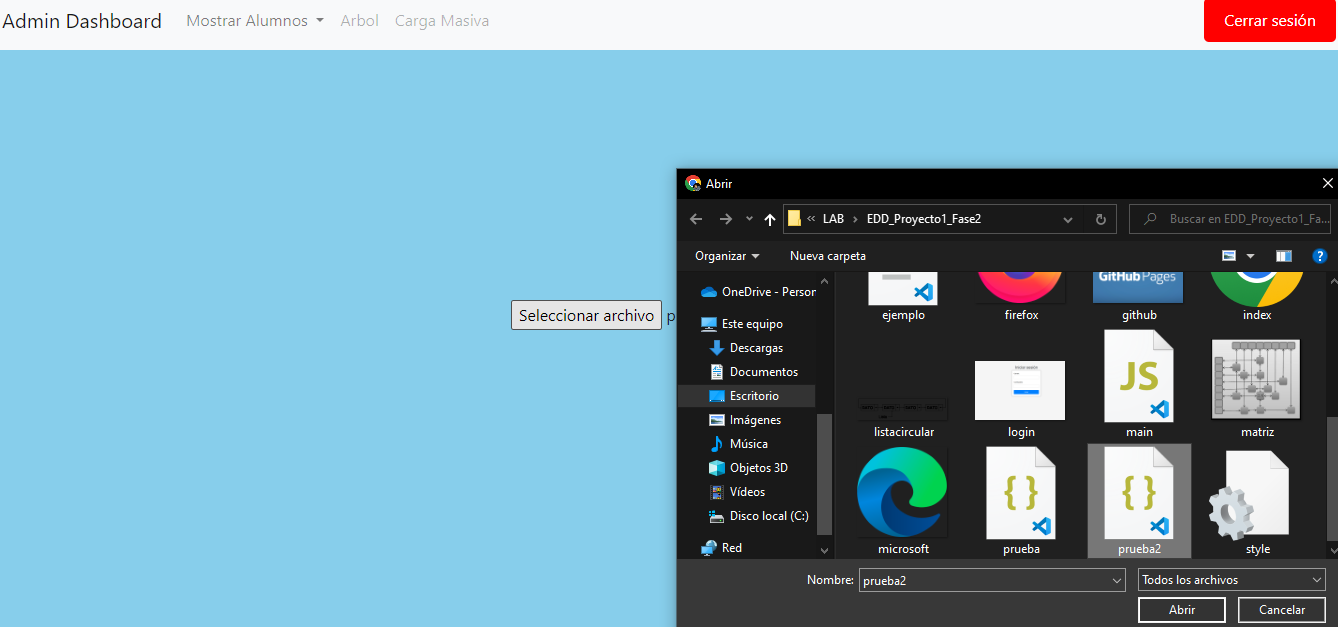 Admin Dashboard Mostrar Alumnos Arbol Carga Masiva Cerrar sesión
Abrir
LAB EDD_Proyecto1_Fase2 Buscar en EDD_Proyecto1_Fa...
Organizar Nueva carpeta
Seleccionar archivo p
OneDrive - Person
Este equipo
Descargas
Documentos
Escritorio
Imágenes
Música
Objetos 3D
Vídeos
Disco local (C:)
Red
GitHub Pages
ejemplo firefox github index
JS
listacircular login main matriz
{ } { }
microsoft prueba prueba2 style
Nombre: prueba2 Todos los archivos
Abrir Cancelar